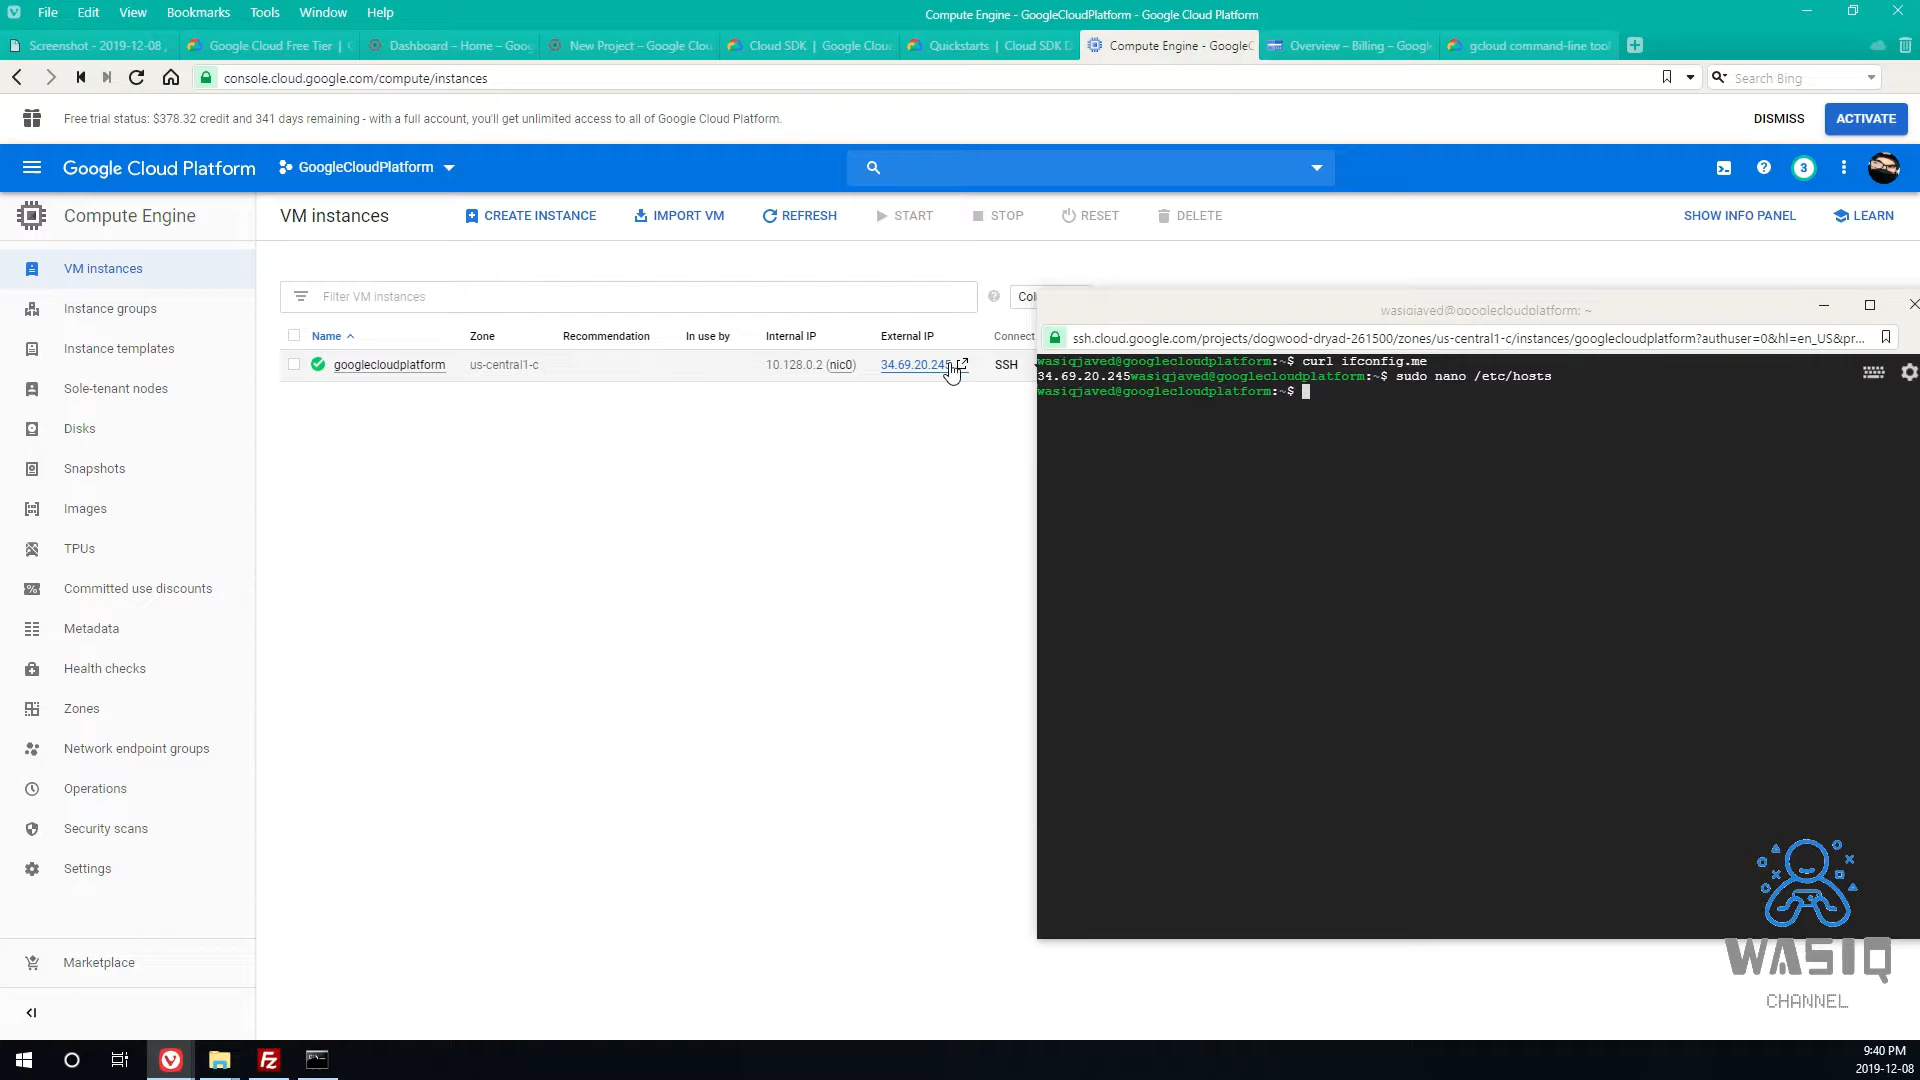 File Edit View Bookmarks Tools Window Help
Compute Engine - GoogleCloudPlatform - Google Cloud Platform
Screenshot - 2019-12-08 ,
Google Cloud Free Tier |
Dashboard – Home – Goog
New Project – Google Clou
Cloud SDK | Google Clou
Quickstarts | Cloud SDK D
Compute Engine - GoogleC
Overview – Billing – Google
gcloud command-line tool
console.cloud.google.com/compute/instances
Search Bing
Free trial status: $378.32 credit and 341 days remaining - with a full account, you'll get unlimited access to all of Google Cloud Platform.
DISMISS
ACTIVATE
Google Cloud Platform
GoogleCloudPlatform
3
Compute Engine
VM instances
CREATE INSTANCE
IMPORT VM
REFRESH
START
STOP
RESET
DELETE
SHOW INFO PANEL
LEARN
VM instances
Instance groups
Instance templates
Sole-tenant nodes
Disks
Snapshots
Images
TPUs
Committed use discounts
Metadata
Health checks
Zones
Network endpoint groups
Operations
Security scans
Settings
Marketplace
Filter VM instances
Col
Name Zone Recommendation In use by Internal IP External IP Connect
googlecloudplatform us-central1-c 10.128.0.2 (nic0) 34.69.20.245 SSH
wasiqjaved@googlecloudplatform: ~
ssh.cloud.google.com/projects/dogwood-dryad-261500/zones/us-central1-c/instances/googlecloudplatform?authuser=0&hl=en_US&pr...
wasiqjaved@googlecloudplatform:~$ curl ifconfig.me
34.69.20.245wasiqjaved@googlecloudplatform:~$ sudo nano /etc/hosts
wasiqjaved@googlecloudplatform:~$
WASIQ
CHANNEL
9:40 PM
2019-12-08